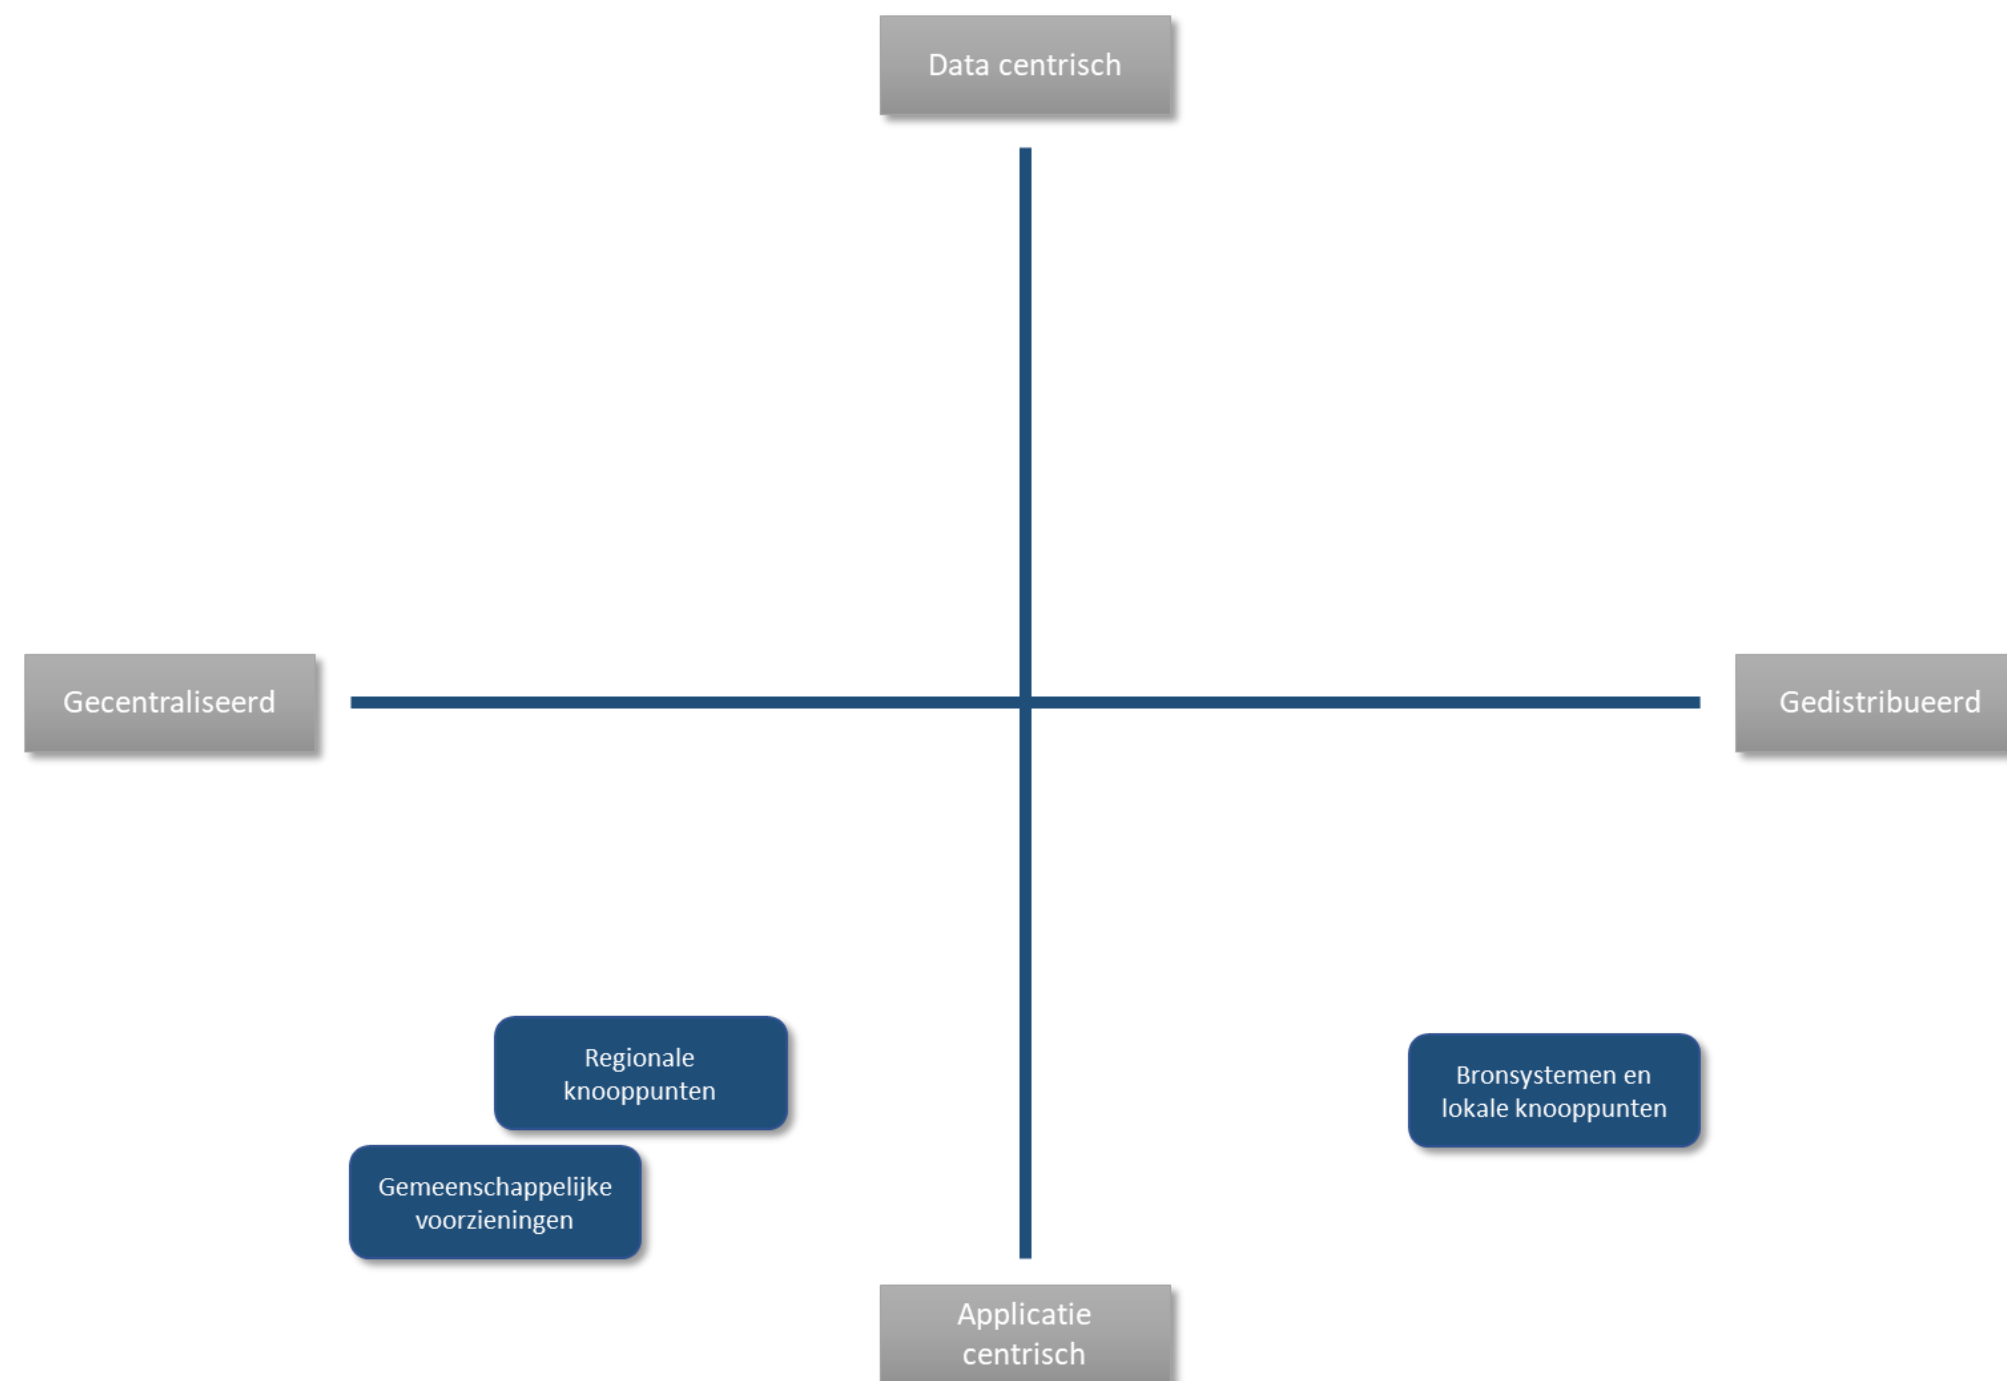 Data centrisch
Gecentraliseerd
Gedistribueerd
Regionale
knooppunten
Bronsystemen en
lokale knooppunten
Gemeenschappelijke
voorzieningen
Applicatie
centrisch